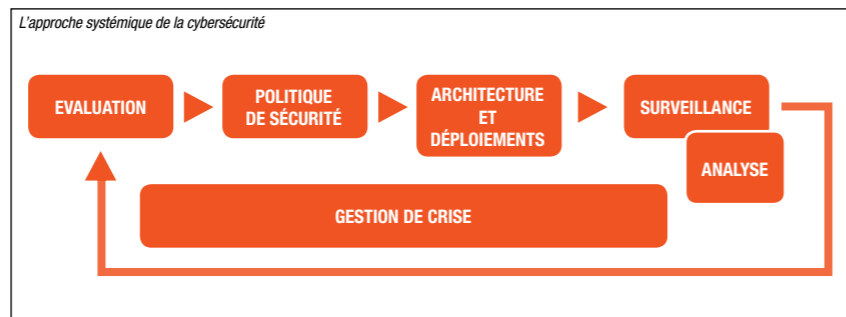 L'approche systémique de la cybersécurité
EVALUATION
POLITIQUE
DE SÉCURITÉ
ARCHITECTURE
ET
DÉPLOIEMENTS
SURVEILLANCE
ANALYSE
GESTION DE CRISE